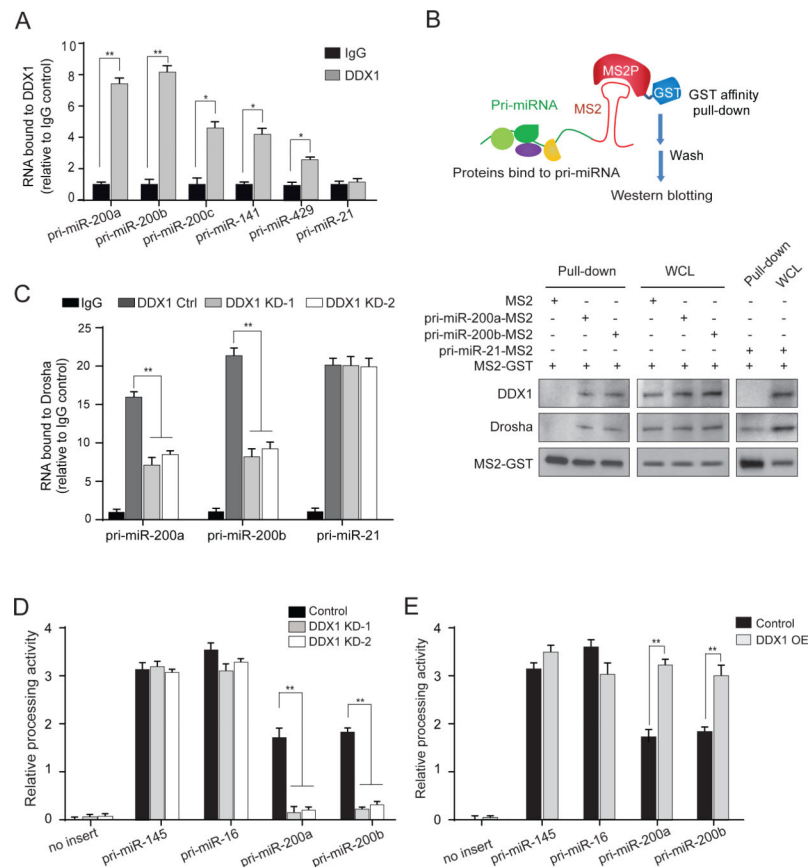 A
IgG
DDX1
RNA bound to DDX1
(relative to IgG control)
10
8
6
4
2
0
** ** * * *
pri-miR-200a
pri-miR-200b
pri-miR-200c
pri-miR-141
pri-miR-429
pri-miR-21
B
MS2P
GST
GST affinity
pull-down
Pri-miRNA
MS2
Wash
Proteins bind to pri-miRNA
Western blotting
Pull-down WCL Pull-down WCL
MS2 + - - + - - - -
pri-miR-200a-MS2 - + - - + - - -
pri-miR-200b-MS2 - - + - - + - -
pri-miR-21-MS2 - - - - - - + +
MS2-GST + + + + + + + +
DDX1
Drosha
MS2-GST
C
IgG DDX1 Ctrl DDX1 KD-1 DDX1 KD-2
RNA bound to Drosha
(relative to IgG control)
25
20
15
10
5
0
** **
pri-miR-200a pri-miR-200b pri-miR-21
D
Control
DDX1 KD-1
DDX1 KD-2
Relative processing activity
4
3
2
1
0
** **
no insert
pri-miR-145
pri-miR-16
pri-miR-200a
pri-miR-200b
E
Control
DDX1 OE
Relative processing activity
4
3
2
1
0
** **
no insert
pri-miR-145
pri-miR-16
pri-miR-200a
pri-miR-200b